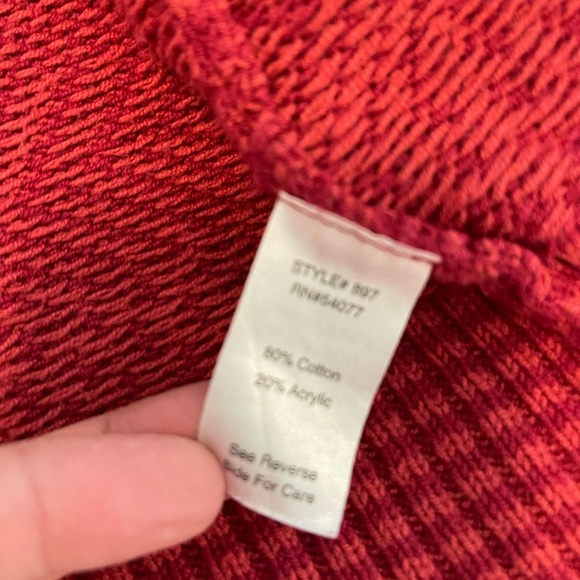 STYLE# 897
RN#54077
80% Cotton
20% Acrylic
See Reverse
Side For Care